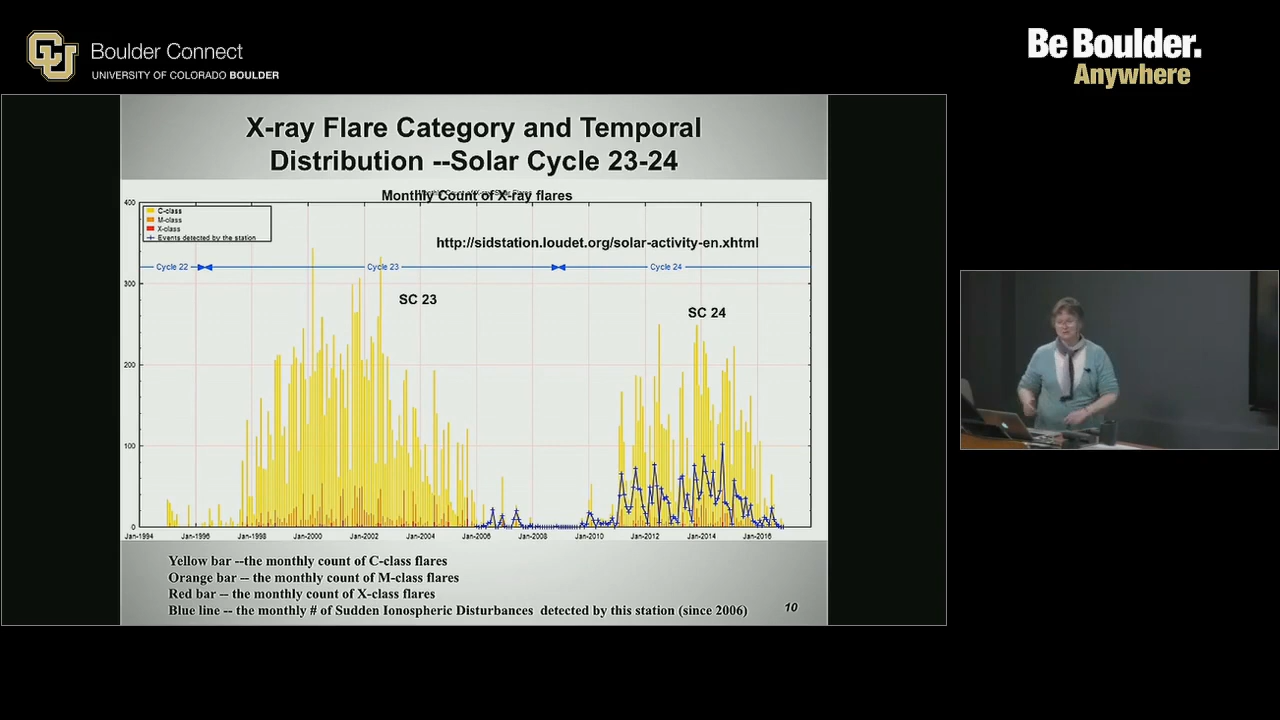 CU
Boulder Connect
UNIVERSITY OF COLORADO BOULDER
Be Boulder.
Anywhere
X-ray Flare Category and Temporal
Distribution --Solar Cycle 23-24
Monthly Count of X-ray flares
400
300
200
100
0
C-class
M-class
X-class
Events detected by the station
http://sidstation.loudet.org/solar-activity-en.xhtml
Cycle 22
Cycle 23
Cycle 24
SC 23
SC 24
Jan-1994 Jan-1996 Jan-1998 Jan-2000 Jan-2002 Jan-2004 Jan-2006 Jan-2008 Jan-2010 Jan-2012 Jan-2014 Jan-2016
Yellow bar --the monthly count of C-class flares
Orange bar -- the monthly count of M-class flares
Red bar -- the monthly count of X-class flares
Blue line -- the monthly # of Sudden Ionospheric Disturbances detected by this station (since 2006)
10